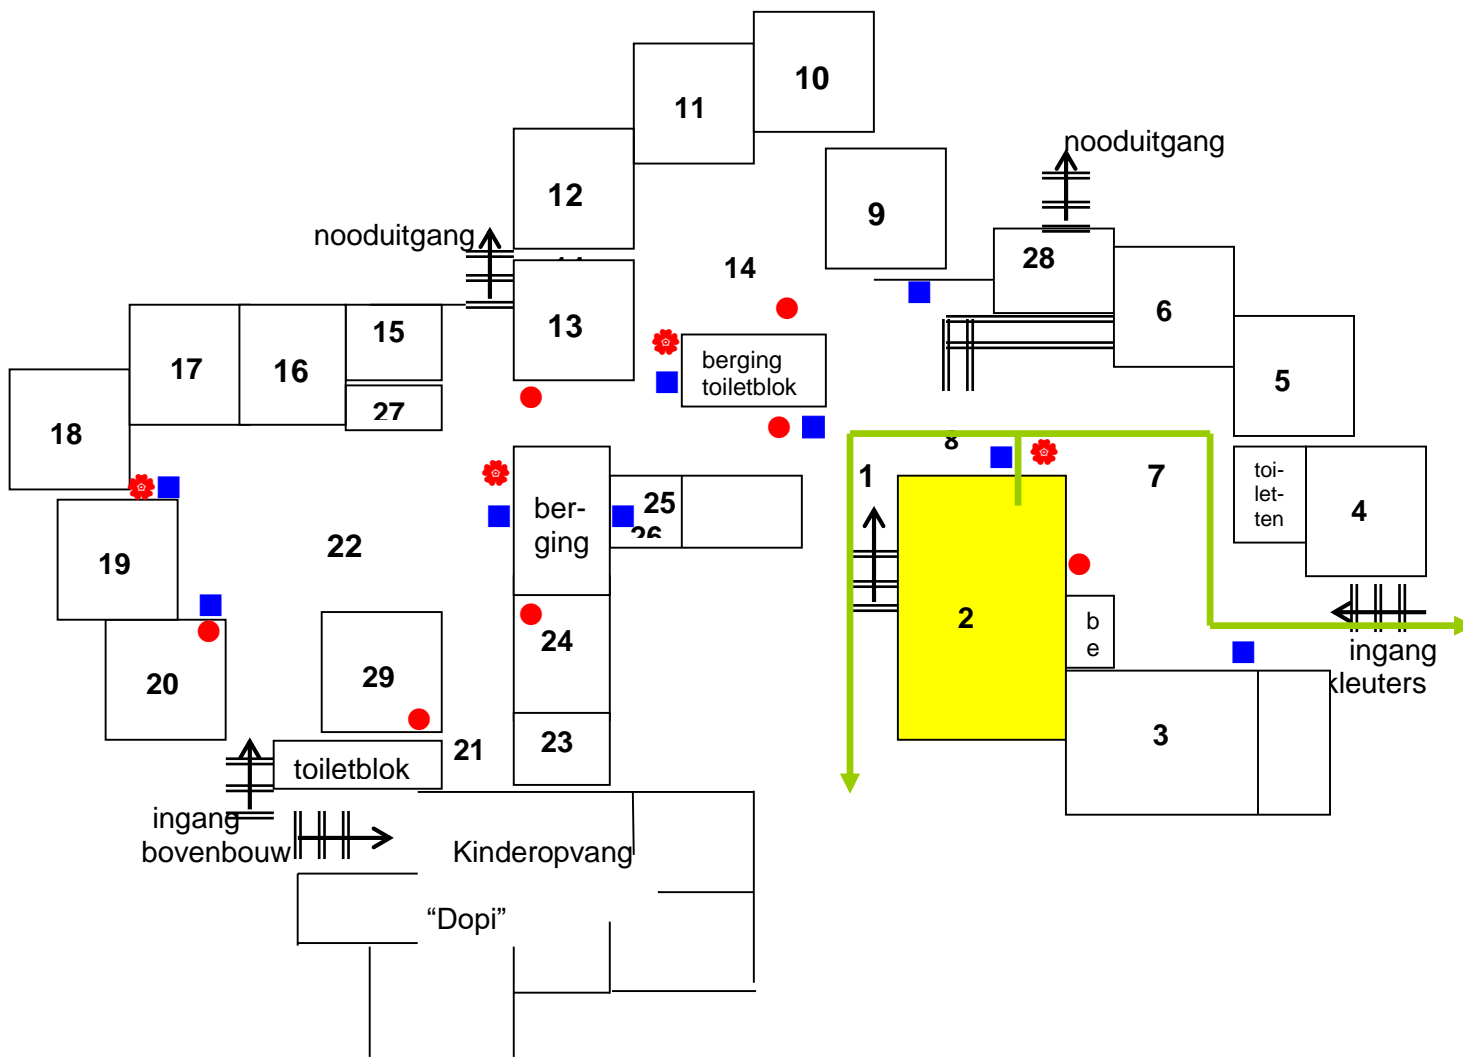 10
11
nooduitgang
12
9
nooduitgang
28
14
6
15
13
17
16
berging
toiletblok
5
27
18
8
1
7
toi-
let-
ten
4
ber-
ging
25
26
22
19
2
b
e
24
ingang
kleuters
20
29
3
21
23
toiletblok
ingang
bovenbouw
Kinderopvang
“Dopi”